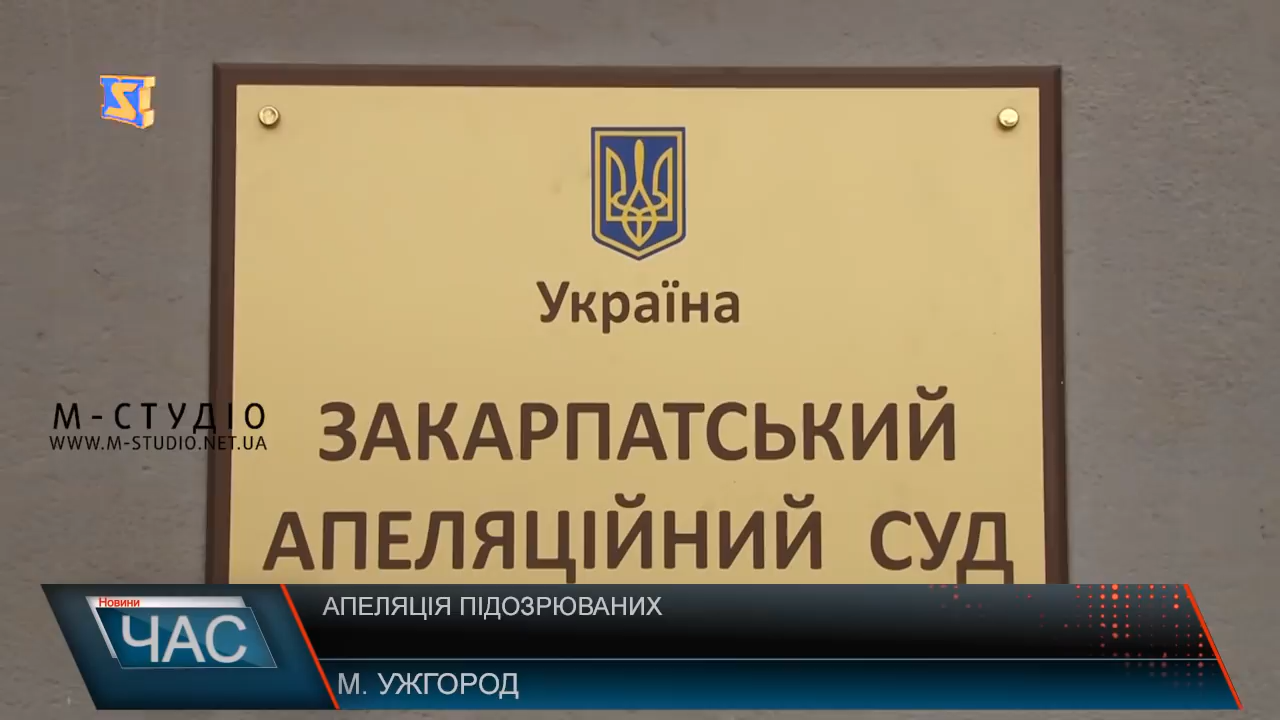 Україна
ЗАКАРПАТСЬКИЙ
АПЕЛЯЦІЙНИЙ СУД
М-СТУДІО
WWW.M-STUDIO.NET.UA
Новини
ЧАС
АПЕЛЯЦІЯ ПІДОЗРЮВАНИХ
М. УЖГОРОД